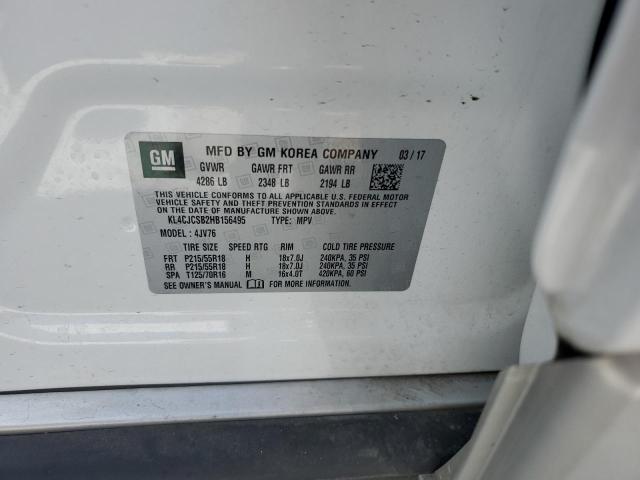 GM MFD BY GM KOREA COMPANY 03/17
GVWR GAWR FRT GAWR RR
4286 LB 2348 LB 2194 LB
THIS VEHICLE CONFORMS TO ALL APPLICABLE U.S. FEDERAL MOTOR
VEHICLE SAFETY, BUMPER, AND THEFT PREVENTION STANDARDS
IN EFFECT ON THE DATE OF MANUFACTURE SHOWN ABOVE.
KL4CJCSB2HB156495 TYPE: MPV
MODEL: 4JV76
TIRE SIZE SPEED RTG RIM COLD TIRE PRESSURE
FRT P215/55R18 H 18x7.0J 240KPA, 35 PSI
RR P215/55R18 H 18x7.0J 240KPA, 35 PSI
SPA T125/70R16 M 16x4.0T 420KPA, 60 PSI
SEE OWNER'S MANUAL FOR MORE INFORMATION.